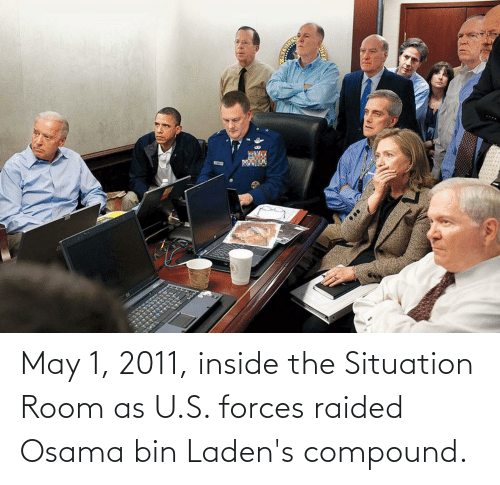 May 1, 2011, inside the Situation
Room as U.S. forces raided
Osama bin Laden's compound.